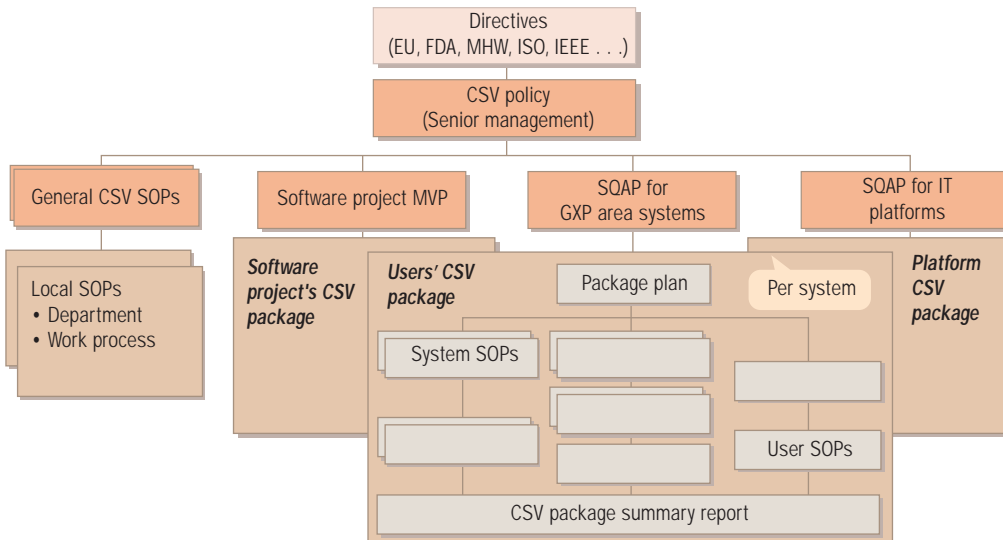 Directives
(EU, FDA, MHW, ISO, IEEE . . .)
CSV policy
(Senior management)
General CSV SOPs
Software project MVP
SQAP for
GXP area systems
SQAP for IT
platforms
Local SOPs
• Department
• Work process
Software
project's CSV
package
Users’ CSV
package
Package plan
Per system
Platform
CSV
package
System SOPs
User SOPs
CSV package summary report